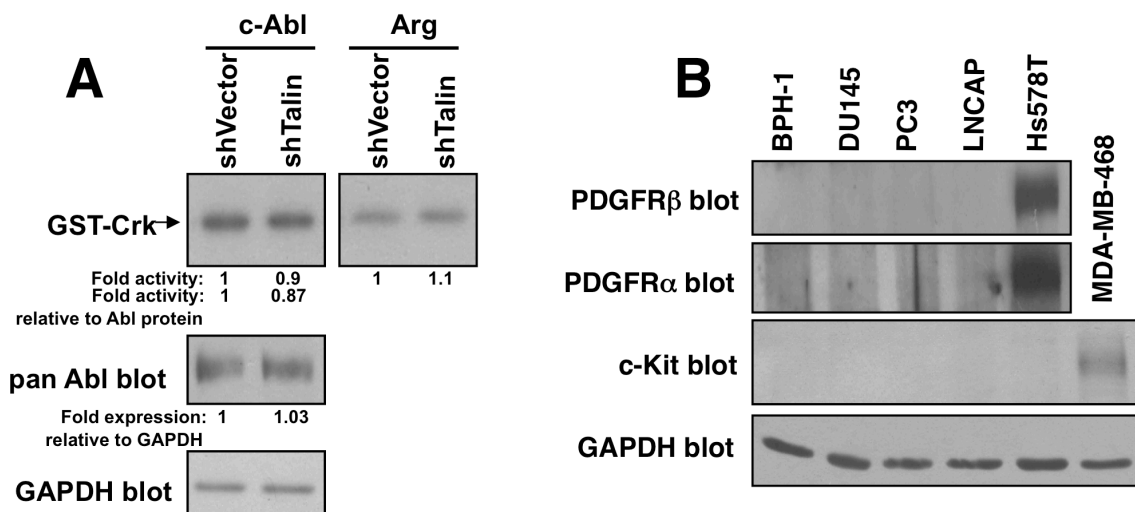 A
c-Abl Arg
shVector shTalin shVector shTalin
GST-Crk
Fold activity: 1 0.9 1 1.1
Fold activity: 1 0.87
relative to Abl protein
pan Abl blot
Fold expression: 1 1.03
relative to GAPDH
GAPDH blot
B
BPH-1 DU145 PC3 LNCAP Hs578T MDA-MB-468
PDGFRβ blot
PDGFRα blot
c-Kit blot
GAPDH blot